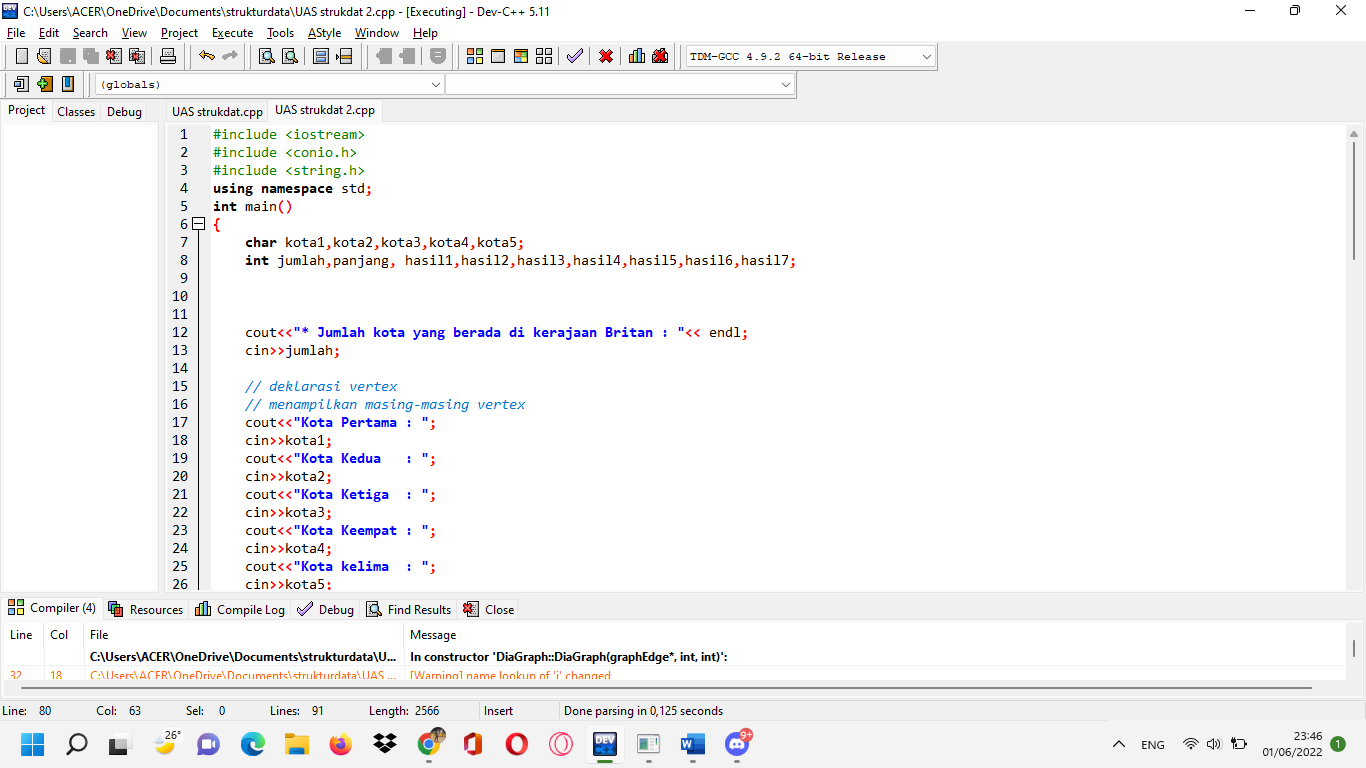 C:\Users\ACER\OneDrive\Documents\strukturdata\UAS strukdat 2.cpp - [Executing] - Dev-C++ 5.11
File Edit Search View Project Execute Tools AStyle Window Help
TDM-GCC 4.9.2 64-bit Release
(globals)
Project Classes Debug UAS strukdat.cpp UAS strukdat 2.cpp
1 #include <iostream>
2 #include <conio.h>
3 #include <string.h>
4 using namespace std;
5 int main()
6 {
7 char kota1,kota2,kota3,kota4,kota5;
8 int jumlah,panjang, hasil1,hasil2,hasil3,hasil4,hasil5,hasil6,hasil7;
9
10
11
12 cout<<"* Jumlah kota yang berada di kerajaan Britan : "<< endl;
13 cin>>jumlah;
14
15 // deklarasi vertex
16 // menampilkan masing-masing vertex
17 cout<<"Kota Pertama : ";
18 cin>>kota1;
19 cout<<"Kota Kedua   : ";
20 cin>>kota2;
21 cout<<"Kota Ketiga  : ";
22 cin>>kota3;
23 cout<<"Kota Keempat : ";
24 cin>>kota4;
25 cout<<"Kota kelima  : ";
26 cin>>kota5;
Compiler (4) Resources Compile Log Debug Find Results Close
Line Col File Message
C:\Users\ACER\OneDrive\Documents\strukturdata\U... In constructor 'DiaGraph::DiaGraph(graphEdge*, int, int)':
32 18 C:\Users\ACER\OneDrive\Documents\strukturdata\UAS ... [Warning] name lookup of 'i' changed
Line: 80 Col: 63 Sel: 0 Lines: 91 Length: 2566 Insert Done parsing in 0,125 seconds
26° DEV 9+ ENG 23:46
01/06/2022 1